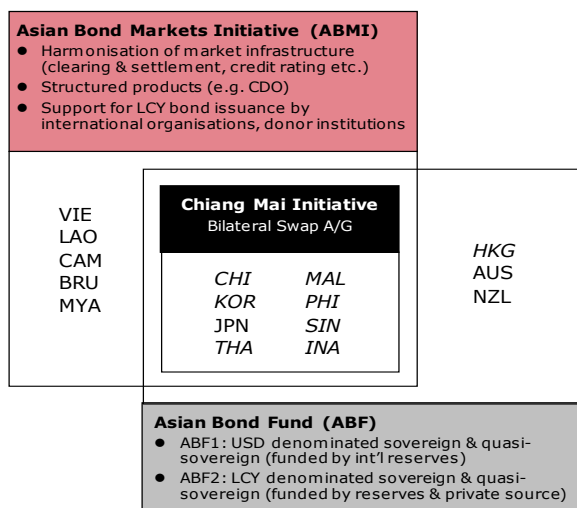 Asian Bond Markets Initiative (ABMI)
● Harmonisation of market infrastructure
(clearing & settlement, credit rating etc.)
● Structured products (e.g. CDO)
● Support for LCY bond issuance by
international organisations, donor institutions
VIE
LAO
CAM
BRU
MYA
Chiang Mai Initiative
Bilateral Swap A/G
CHI MAL
KOR PHI
JPN SIN
THA INA
HKG
AUS
NZL
Asian Bond Fund (ABF)
● ABF1: USD denominated sovereign & quasi-
sovereign (funded by int'l reserves)
● ABF2: LCY denominated sovereign & quasi-
sovereign (funded by reserves & private source)